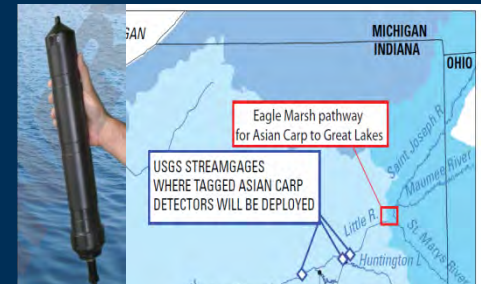 GAN
MICHIGAN
INDIANA
OHIO
Eagle Marsh pathway
for Asian Carp to Great Lakes
Saint Joseph R.
Maumee River
USGS STREAMGAGES
WHERE TAGGED ASIAN CARP
DETECTORS WILL BE DEPLOYED
Little R.
St. Marys River
Huntington L